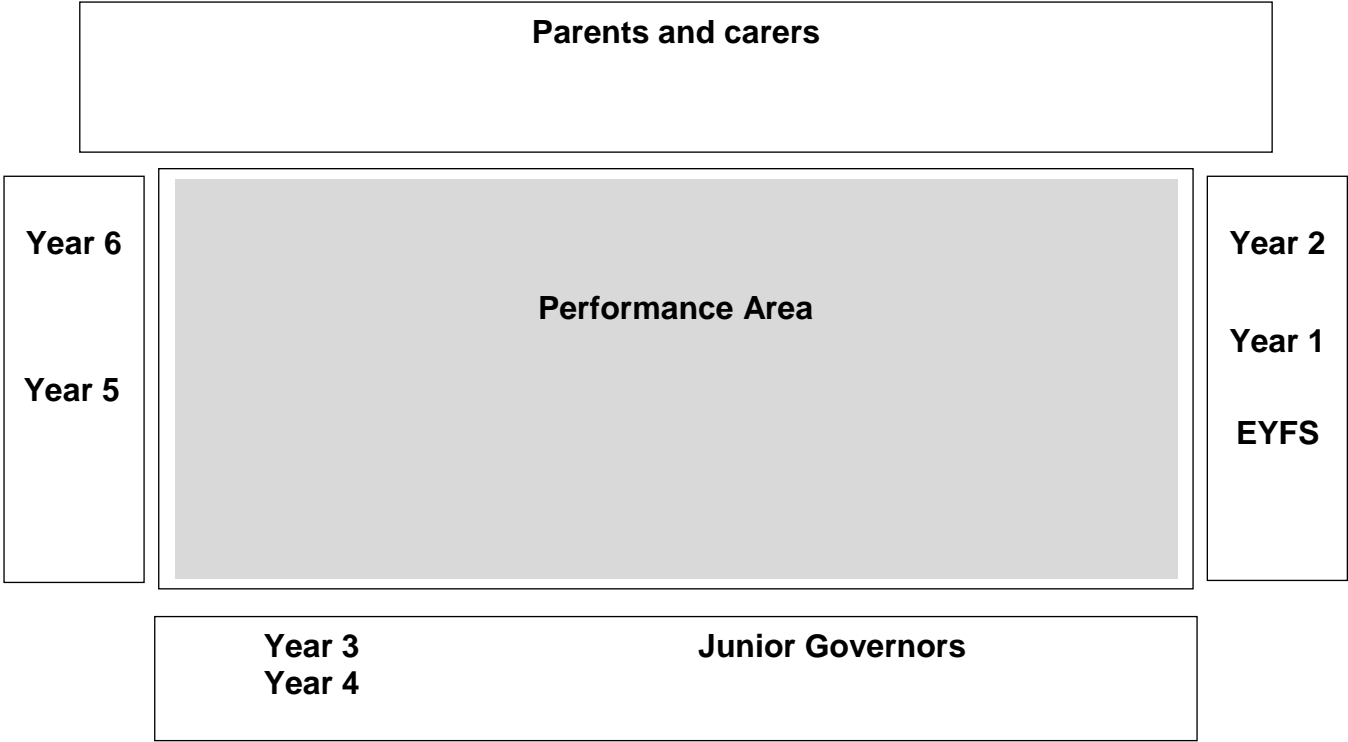 Parents and carers
Year 6
Year 5
Performance Area
Year 2
Year 1
EYFS
Year 3
Year 4
Junior Governors